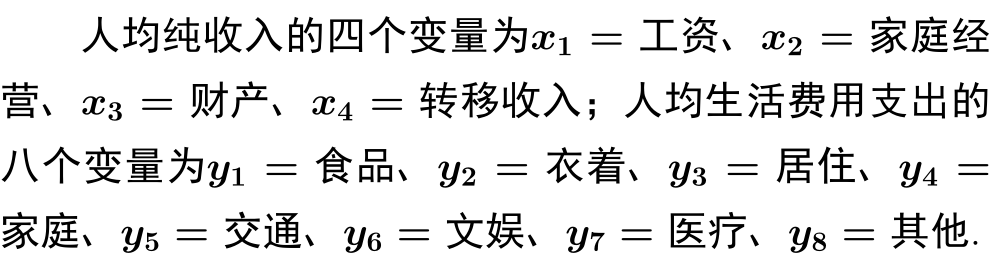 人均纯收入的四个变量为x₁ = 工资、x₂ = 家庭经
营、x₃ = 财产、x₄ = 转移收入；人均生活费用支出的
八个变量为y₁ = 食品、y₂ = 衣着、y₃ = 居住、y₄ =
家庭、y₅ = 交通、y₆ = 文娱、y₇ = 医疗、y₈ = 其他.